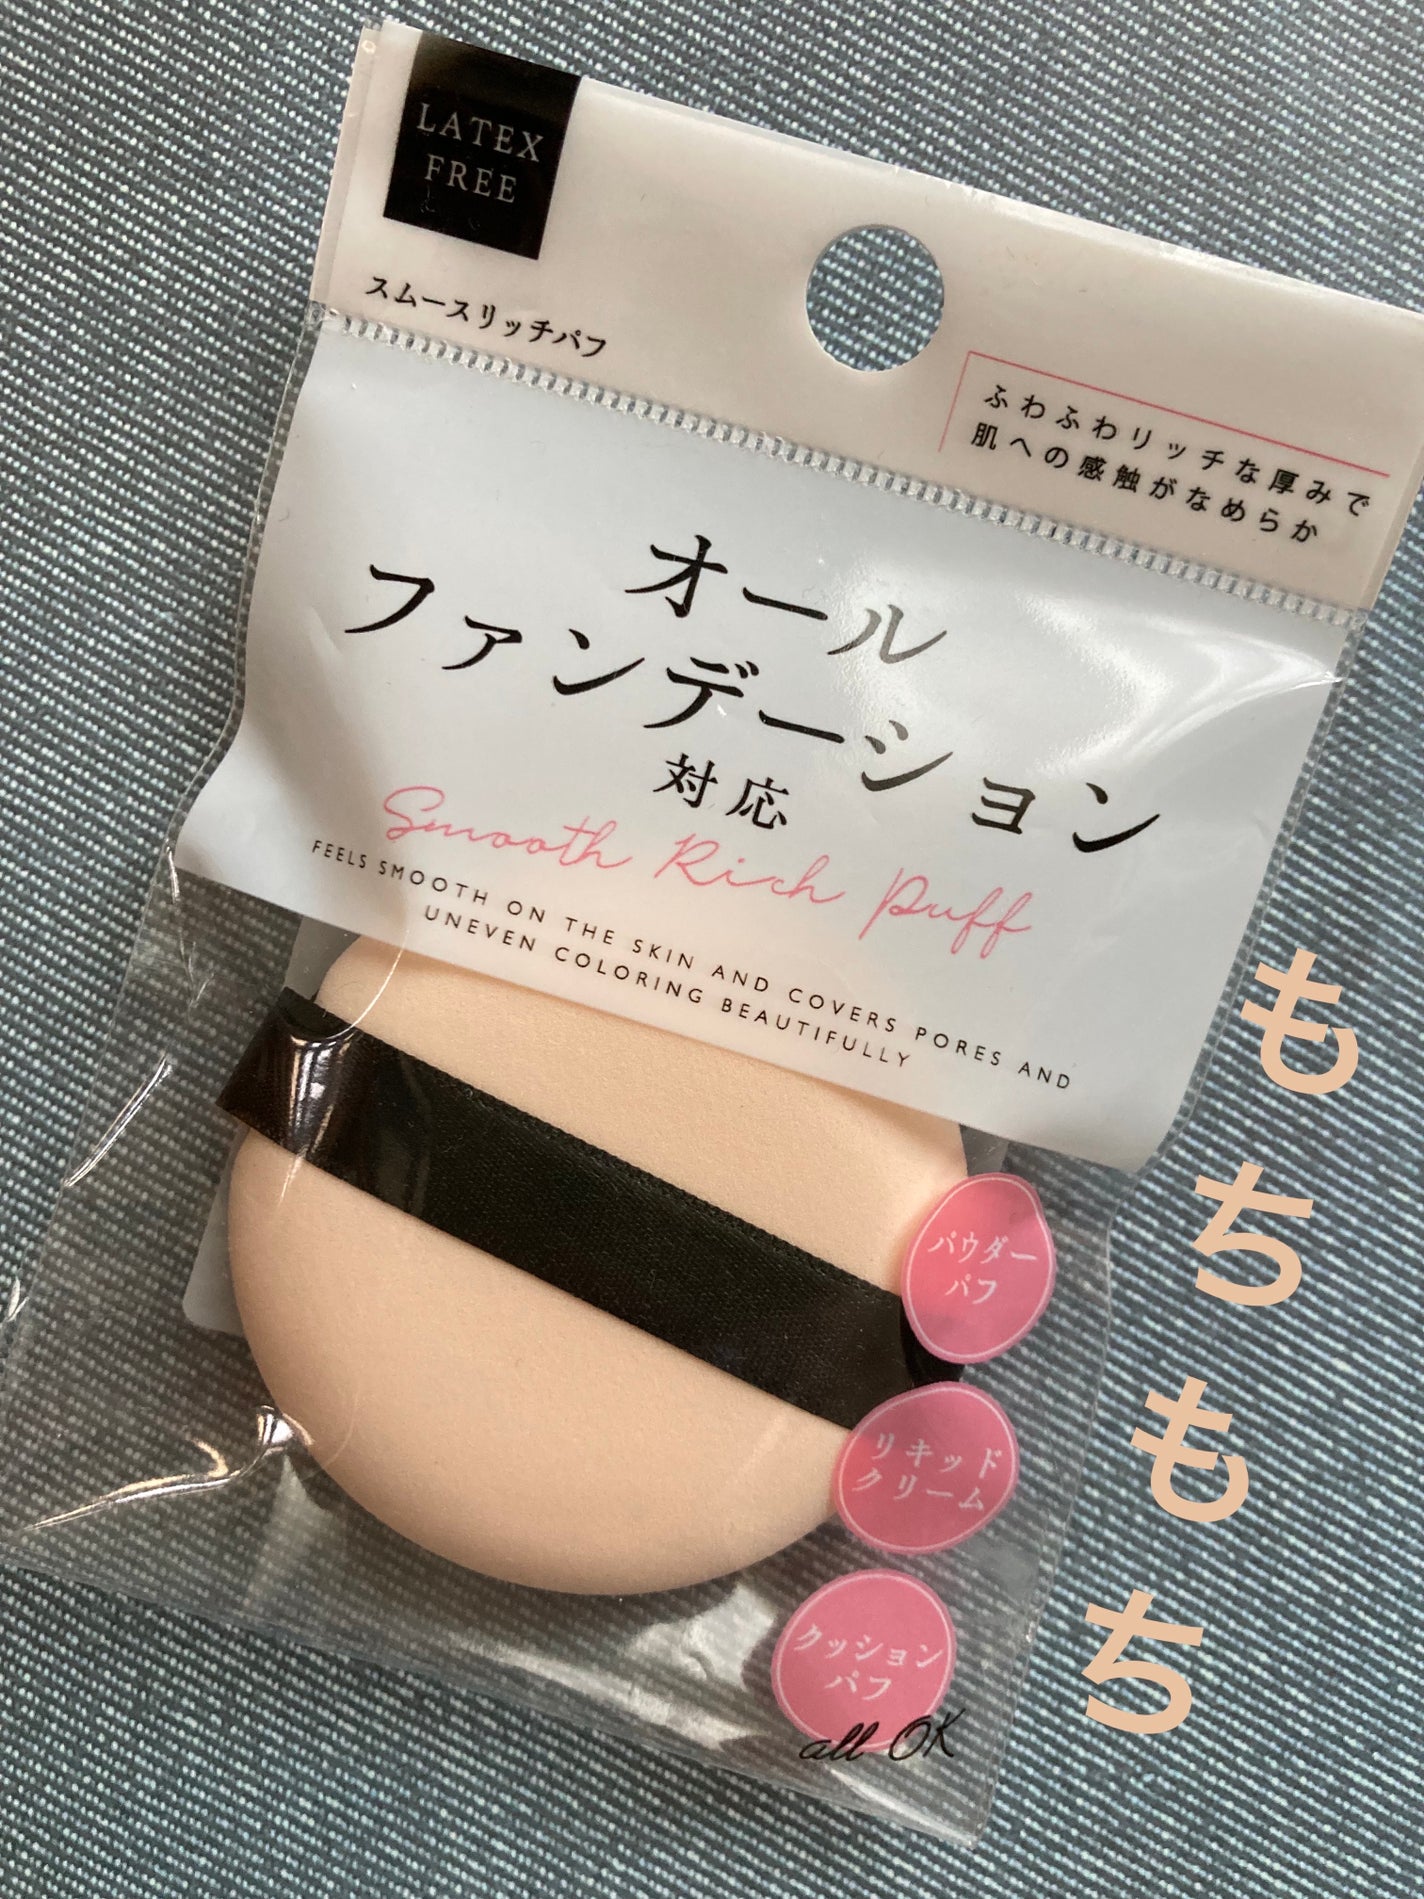 LATEX
FREE
スムースリッチパフ
ふわふわリッチな厚みで
肌への感触がなめらか
オール
ファンデーション
対応
Smooth Rich Puff
FEELS SMOOTH ON THE SKIN AND COVERS PORES AND
UNEVEN COLORING BEAUTIFULLY
もちもち
パウダー
パフ
リキッド
クリーム
クッション
パフ
all OK